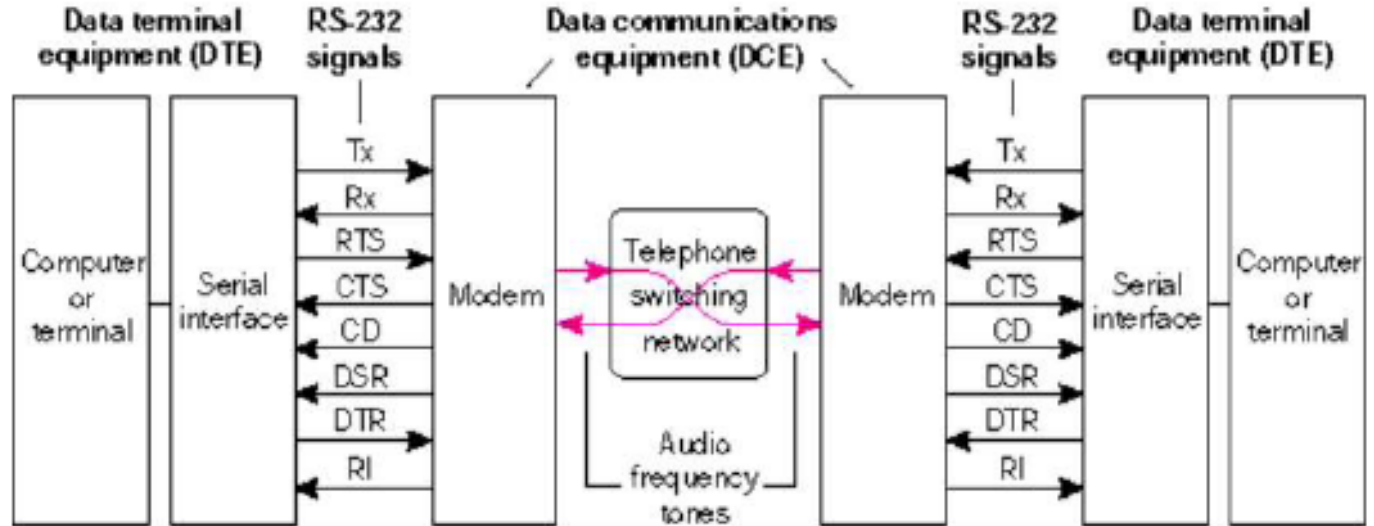 Data terminal
equipment (DTE)
RS-232
signals
Data communications
equipment (DCE)
RS-232
signals
Data terminal
equipment (DTE)
Computer
or
terminal
Serial
interface
Tx
Rx
RTS
CTS
CD
DSR
DTR
RI
Modem
Telephone
switching
network
Audio
frequency
tones
Modem
Tx
Rx
RTS
CTS
CD
DSR
DTR
RI
Serial
interface
Computer
or
terminal